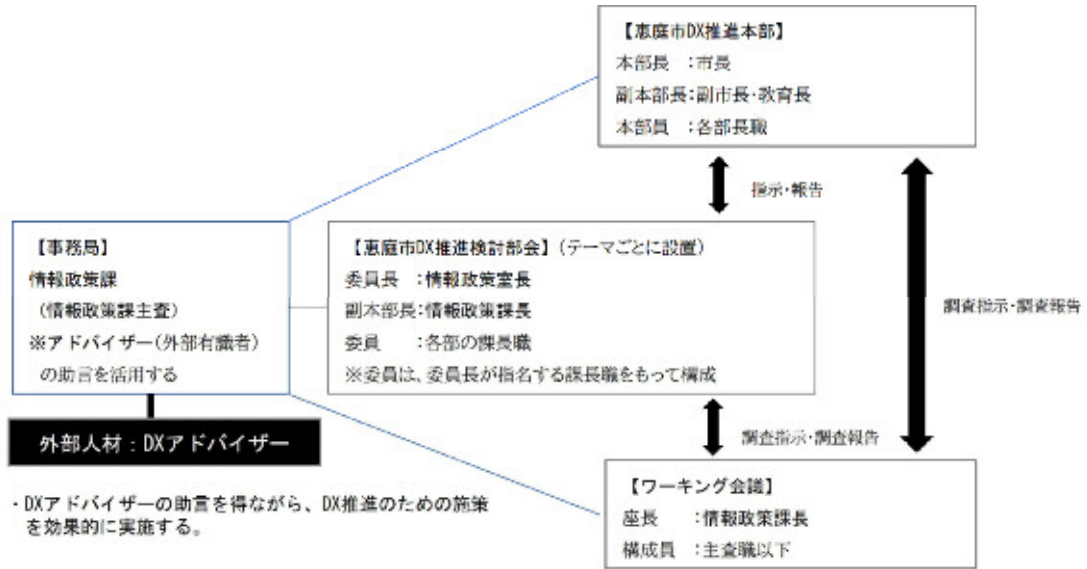 【恵庭市DX推進本部】
本部長　：市長
副本部長：副市長・教育長
本部員　：各部長職
指示・報告
【事務局】
情報政策課
（情報政策課主査）
※アドバイザー（外部有識者）
の助言を活用する
【恵庭市DX推進検討部会】（テーマごとに設置）
委員長　：情報政策室長
副本部長：情報政策課長
委員　　：各部の課長職
※委員は、委員長が指名する課長職をもって構成
調査指示・調査報告
外部人材：DXアドバイザー
調査指示・調査報告
・DXアドバイザーの助言を得ながら、DX推進のための施策
を効果的に実施する。
【ワーキング会議】
座長　　：情報政策課長
構成員　：主査職以下